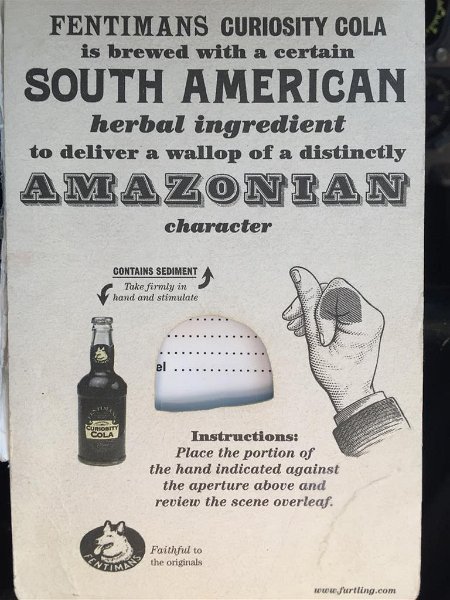 FENTIMANS CURIOSITY COLA
is brewed with a certain
SOUTH AMERICAN
herbal ingredient
to deliver a wallop of a distinctly
AMAZONIAN
character
CONTAINS SEDIMENT
Take firmly in
hand and stimulate
el
FENTIMANS
CURIOSITY
COLA
Instructions:
Place the portion of
the hand indicated against
the aperture above and
review the scene overleaf.
FENTIMANS
Faithful to
the originals
www.furtling.com